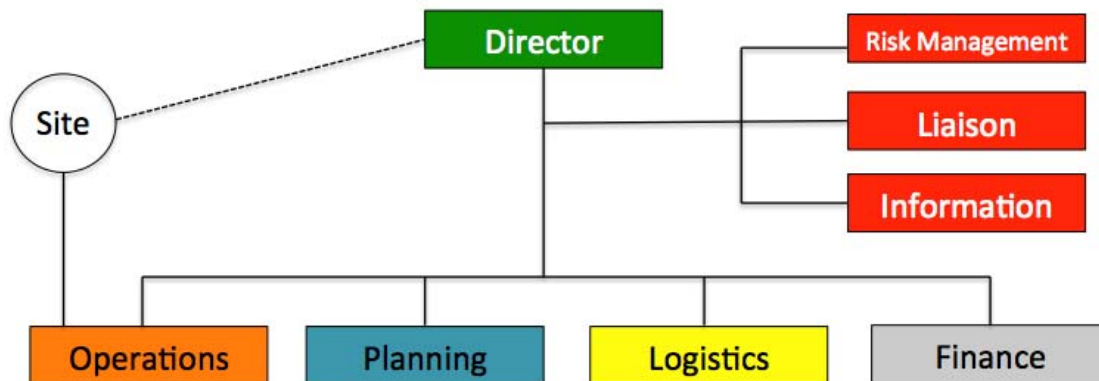 Director
Risk Management
Site
Liaison
Information
Operations
Planning
Logistics
Finance